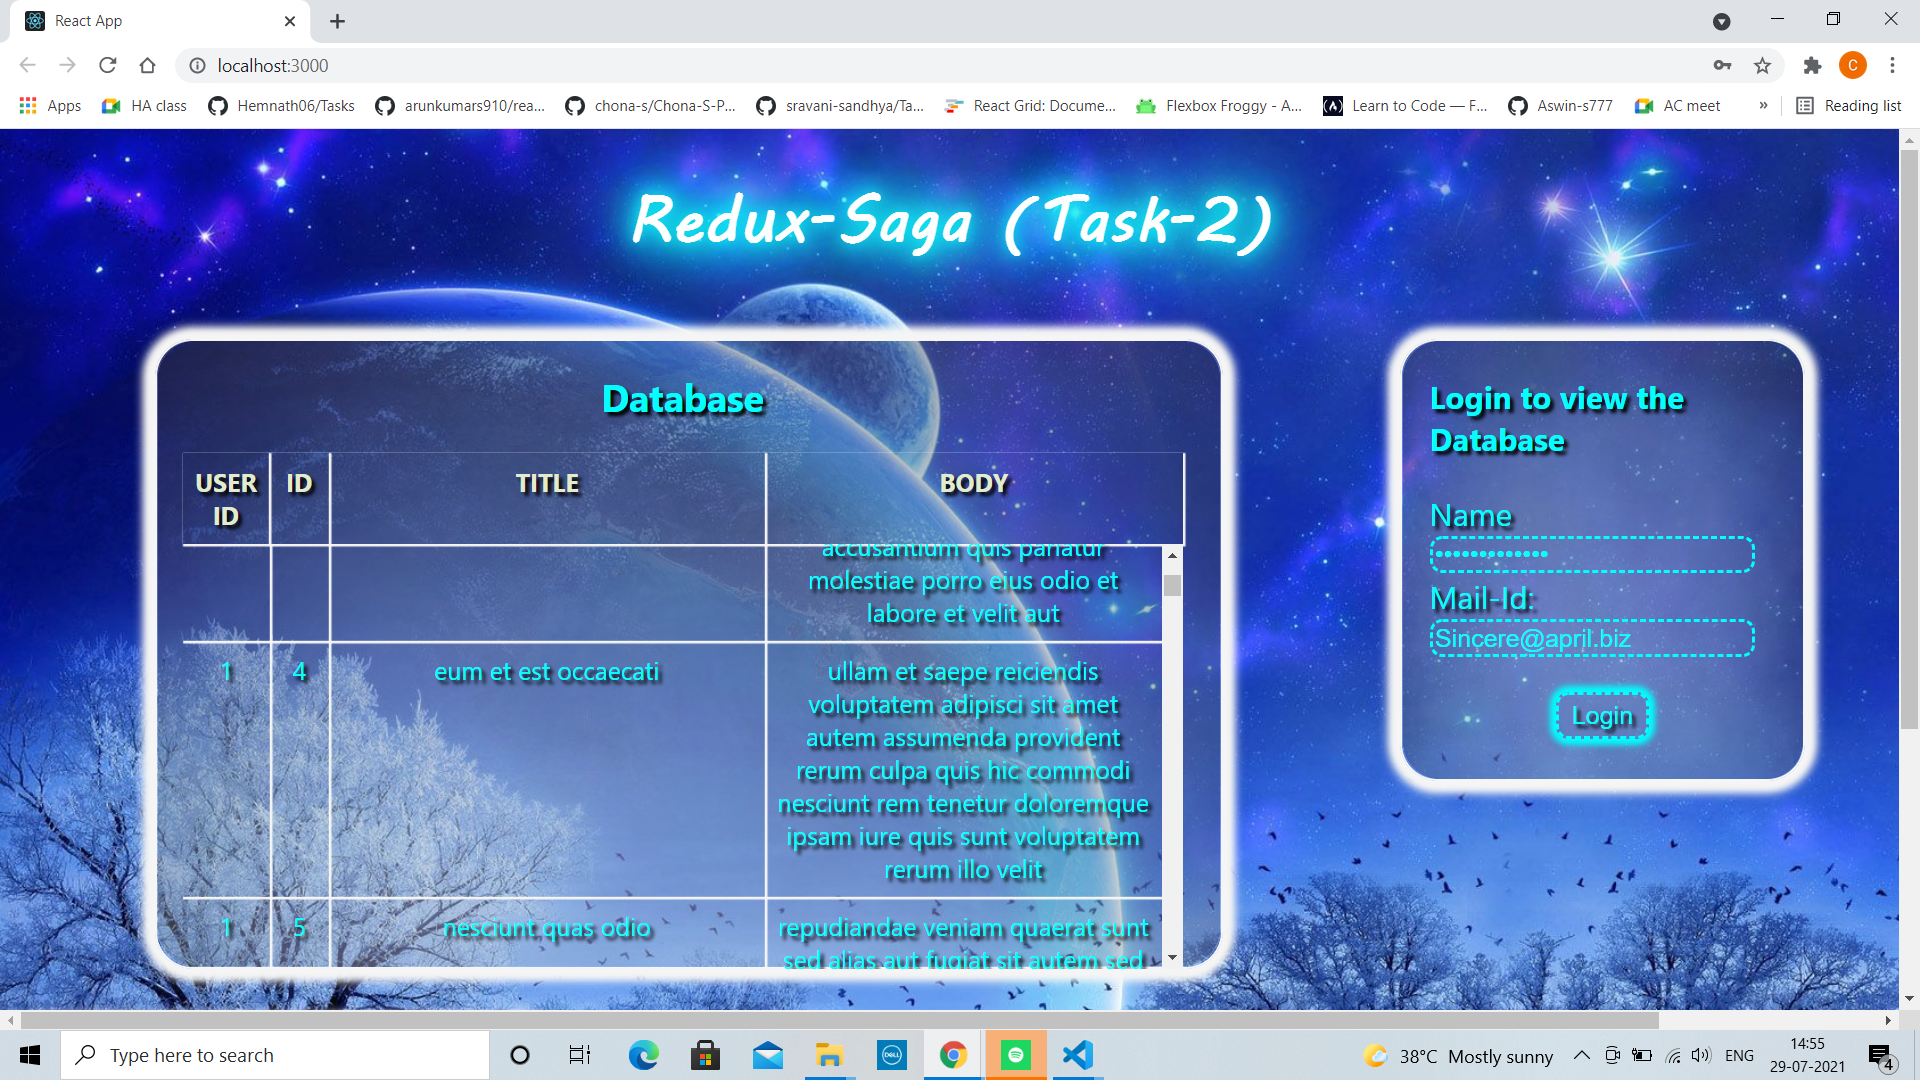 React App
localhost:3000
C
Apps
HA class
Hemnath06/Tasks
arunkumars910/rea...
chona-s/Chona-S-P...
sravani-sandhya/Ta...
React Grid: Docume...
Flexbox Froggy - A...
Learn to Code — F...
Aswin-s777
AC meet
»
Reading list
Redux-Saga (Task-2)
Database
USER ID
ID
TITLE
BODY
accusantium quis pariatur
molestiae porro eius odio et
labore et velit aut
1
4
eum et est occaecati
ullam et saepe reiciendis
voluptatem adipisci sit amet
autem assumenda provident
rerum culpa quis hic commodi
nesciunt rem tenetur doloremque
ipsam iure quis sunt voluptatem
rerum illo velit
1
5
nesciunt quas odio
repudiandae veniam quaerat sunt
sed alias aut fugiat sit autem sed
Login to view the
Database
Name
••••••••••••••
Mail-Id:
Sincere@april.biz
Login
Type here to search
DELL
38°C Mostly sunny
ENG
14:55
29-07-2021
4